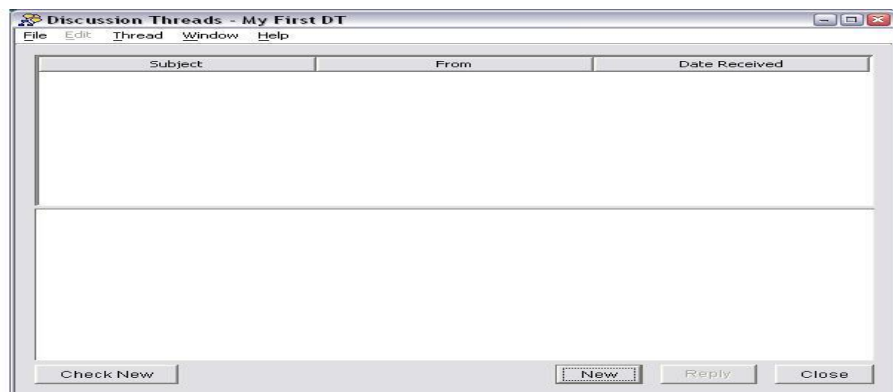 Discussion Threads - My First DT
File Edit Thread Window Help
Subject From Date Received
Check New New Reply Close